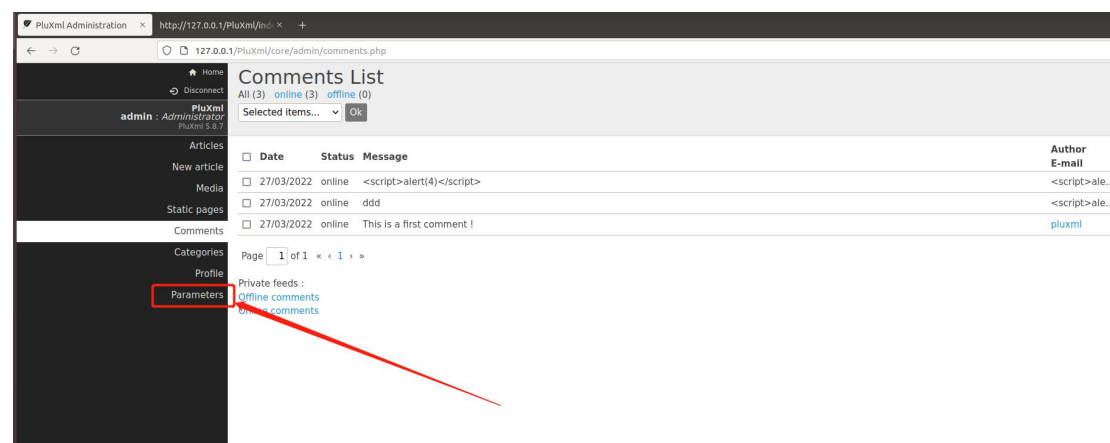 PluXml Administration × http://127.0.0.1/PluXml/ind × +
127.0.0.1/PluXml/core/admin/comments.php
Home
Disconnect
PluXml
admin : Administrator
PluXml 5.8.7
Articles
New article
Media
Static pages
Comments
Categories
Profile
Parameters
Comments List
All (3) online (3) offline (0)
Selected items... Ok
Date Status Message Author
E-mail
27/03/2022 online <script>alert(4)</script> <script>ale...
27/03/2022 online ddd <script>ale...
27/03/2022 online This is a first comment ! pluxml
Page 1 of 1 « ‹ 1 › »
Private feeds :
Offline comments
Online comments